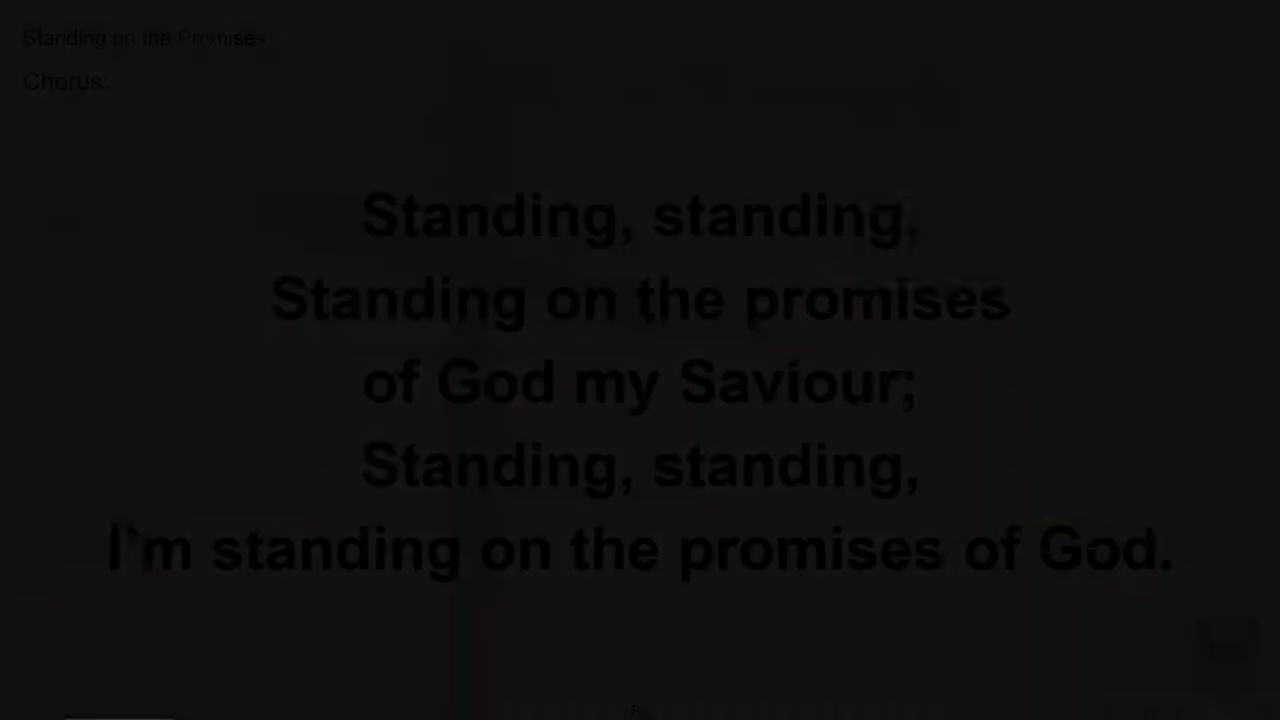 Standing on the Promises
Chorus:
Standing, standing,
Standing on the promises
of God my Saviour;
Standing, standing,
I'm standing on the promises of God.